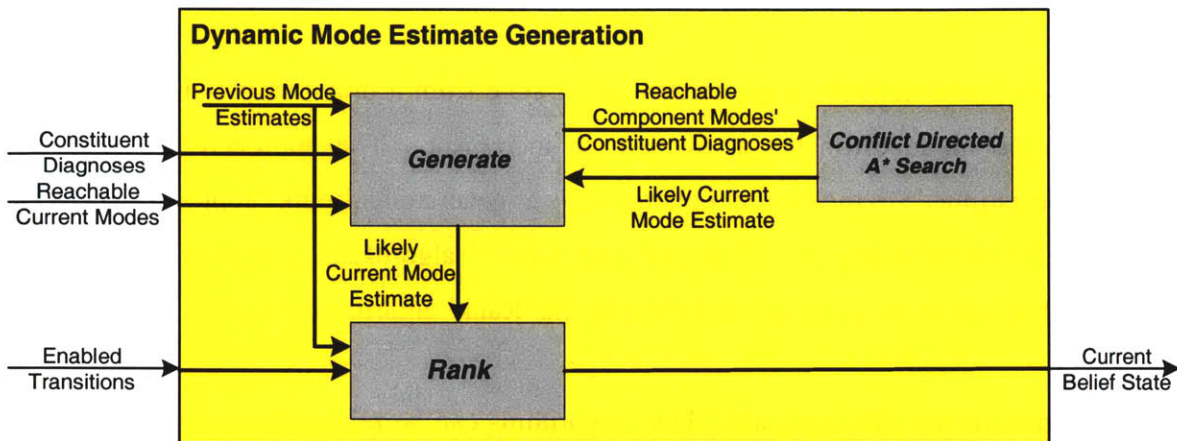 Dynamic Mode Estimate Generation
Previous Mode
Estimates
Constituent
Diagnoses
Reachable
Current Modes
Generate
Reachable
Component Modes'
Constituent Diagnoses
Conflict Directed
A* Search
Likely Current
Mode Estimate
Likely
Current Mode
Estimate
Enabled
Transitions
Rank
Current
Belief State